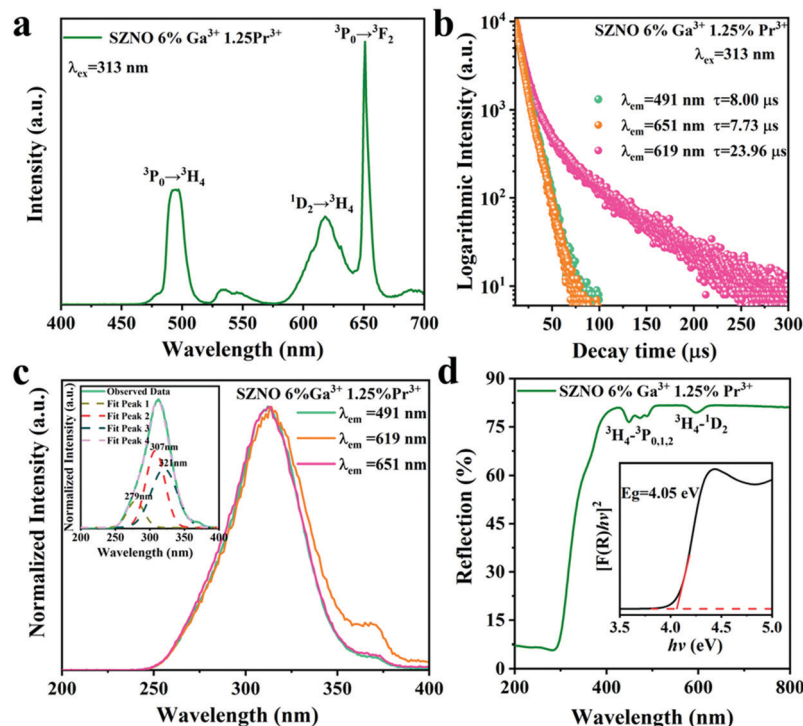 a
SZNO 6% Ga³⁺ 1.25Pr³⁺
λex=313 nm
³P₀→³F₂
³P₀→³H₄
¹D₂→³H₄
Intensity (a.u.)
400 450 500 550 600 650 700
Wavelength (nm)
b
SZNO 6% Ga³⁺ 1.25% Pr³⁺
λex=313 nm
λem=491 nm τ=8.00 μs
λem=651 nm τ=7.73 μs
λem=619 nm τ=23.96 μs
Logarithmic Intensity (a.u.)
10⁴
10³
10²
10¹
50 100 150 200 250 300
Decay time (μs)
c
SZNO 6%Ga³⁺ 1.25%Pr³⁺
λem =491 nm
λem =619 nm
λem =651 nm
Normalized Intensity (a.u.)
200 250 300 350 400
Wavelength (nm)
Observed Data
Fit Peak 1
Fit Peak 2
Fit Peak 3
Fit Peak 4
307nm
321nm
279nm
Normalized Intensity (a.u.)
200 250 300 350 400
Wavelength (nm)
d
SZNO 6% Ga³⁺ 1.25% Pr³⁺
³H₄-³P₀,₁,₂
³H₄-¹D₂
Reflection (%)
90
75
60
45
30
15
0
200 400 600 800
Wavelength (nm)
Eg=4.05 eV
[F(R)hv]²
3.5 4.0 4.5 5.0
hv (eV)